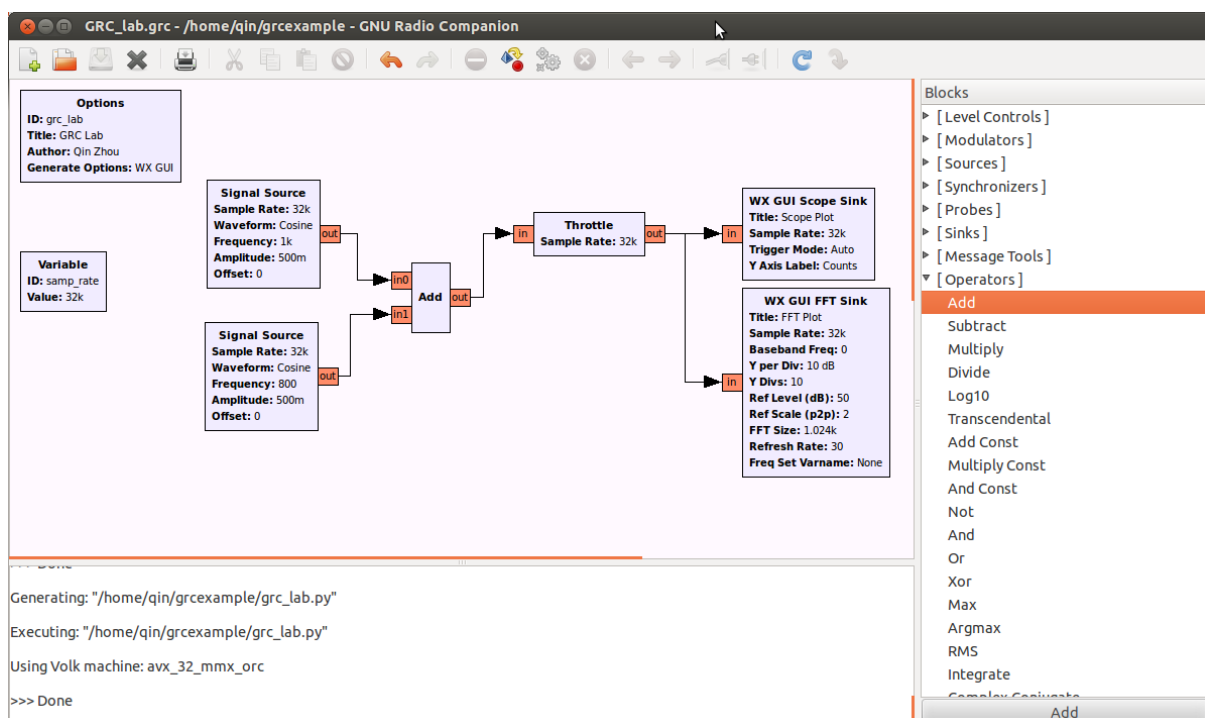 GRC_lab.grc - /home/qin/grcexample - GNU Radio Companion
Options
ID: grc_lab
Title: GRC Lab
Author: Qin Zhou
Generate Options: WX GUI
Variable
ID: samp_rate
Value: 32k
Signal Source
Sample Rate: 32k
Waveform: Cosine
Frequency: 1k
Amplitude: 500m
Offset: 0
out
Signal Source
Sample Rate: 32k
Waveform: Cosine
Frequency: 800
Amplitude: 500m
Offset: 0
out
in0
in1
Add
out
in
Throttle
Sample Rate: 32k
out
in
WX GUI Scope Sink
Title: Scope Plot
Sample Rate: 32k
Trigger Mode: Auto
Y Axis Label: Counts
in
WX GUI FFT Sink
Title: FFT Plot
Sample Rate: 32k
Baseband Freq: 0
Y per Div: 10 dB
Y Divs: 10
Ref Level (dB): 50
Ref Scale (p2p): 2
FFT Size: 1.024k
Refresh Rate: 30
Freq Set Varname: None
>>> Done
Generating: "/home/qin/grcexample/grc_lab.py"
Executing: "/home/qin/grcexample/grc_lab.py"
Using Volk machine: avx_32_mmx_orc
>>> Done
Blocks
[ Level Controls ]
[ Modulators ]
[ Sources ]
[ Synchronizers ]
[ Probes ]
[ Sinks ]
[ Message Tools ]
[ Operators ]
Add
Subtract
Multiply
Divide
Log10
Transcendental
Add Const
Multiply Const
And Const
Not
And
Or
Xor
Max
Argmax
RMS
Integrate
Complex Conjugate
Add